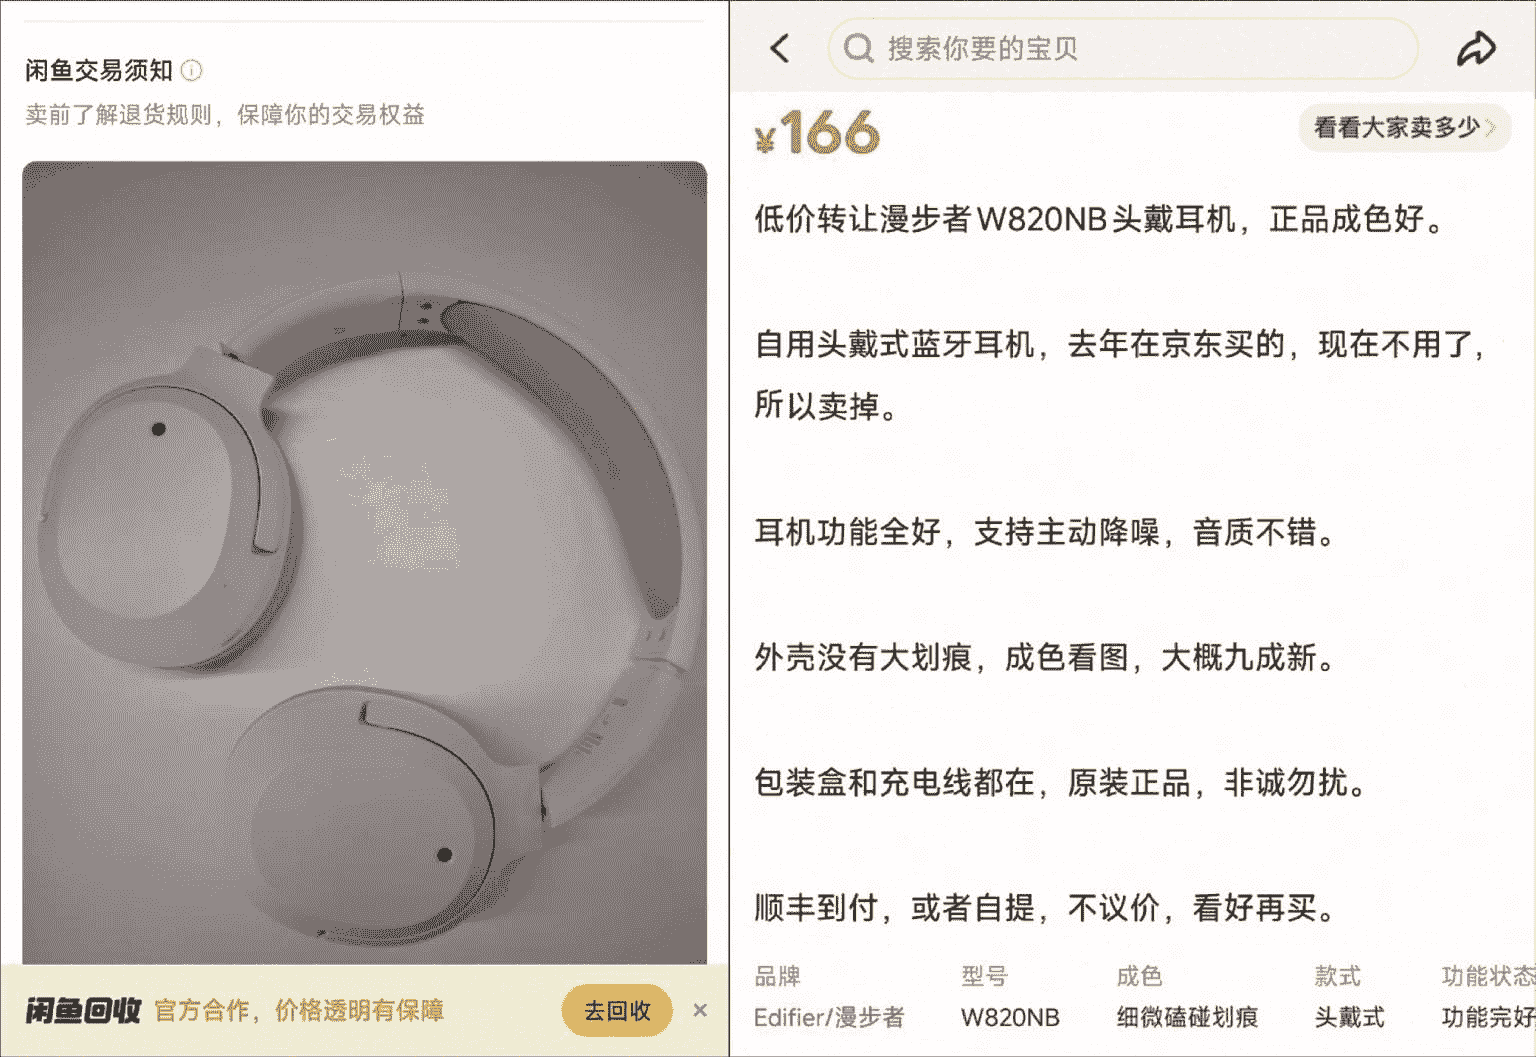 闲鱼交易须知
卖前了解退货规则，保障你的交易权益
闲鱼回收 官方合作，价格透明有保障 去回收 ×
搜索你要的宝贝
¥166 看看大家卖多少>
低价转让漫步者W820NB头戴耳机，正品成色好。
自用头戴式蓝牙耳机，去年在京东买的，现在不用了，
所以卖掉。
耳机功能全好，支持主动降噪，音质不错。
外壳没有大划痕，成色看图，大概九成新。
包装盒和充电线都在，原装正品，非诚勿扰。
顺丰到付，或者自提，不议价，看好再买。
品牌 型号 成色 款式 功能状态
Edifier/漫步者 W820NB 细微磕碰划痕 头戴式 功能完好